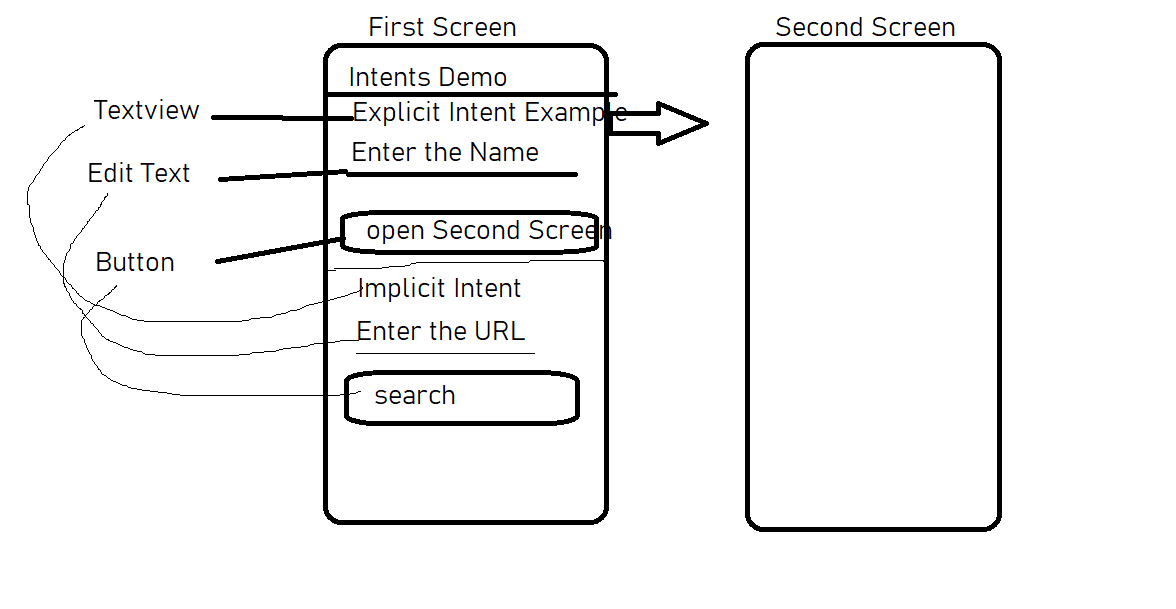 First Screen
Second Screen
Intents Demo
Textview
Explicit Intent Example
Enter the Name
Edit Text
open Second Screen
Button
Implicit Intent
Enter the URL
search